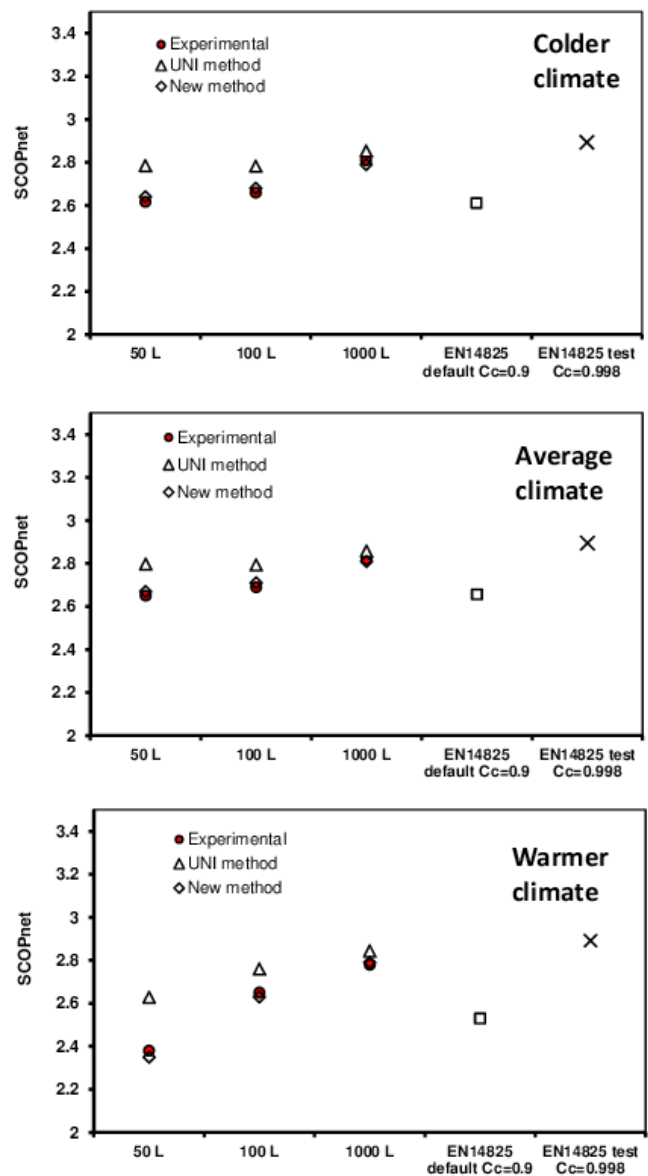 3.4
3.2
3
2.8
2.6
2.4
2.2
2
SCOPnet
Experimental
UNI method
New method
Colder
climate
50 L
100 L
1000 L
EN14825
default Cc=0.9
EN14825 test
Cc=0.998
3.4
3.2
3
2.8
2.6
2.4
2.2
2
SCOPnet
Experimental
UNI method
New method
Average
climate
50 L
100 L
1000 L
EN14825
default Cc=0.9
EN14825 test
Cc=0.998
3.4
3.2
3
2.8
2.6
2.4
2.2
2
SCOPnet
Experimental
UNI method
New method
Warmer
climate
50 L
100 L
1000 L
EN14825
default Cc=0.9
EN14825 test
Cc=0.998